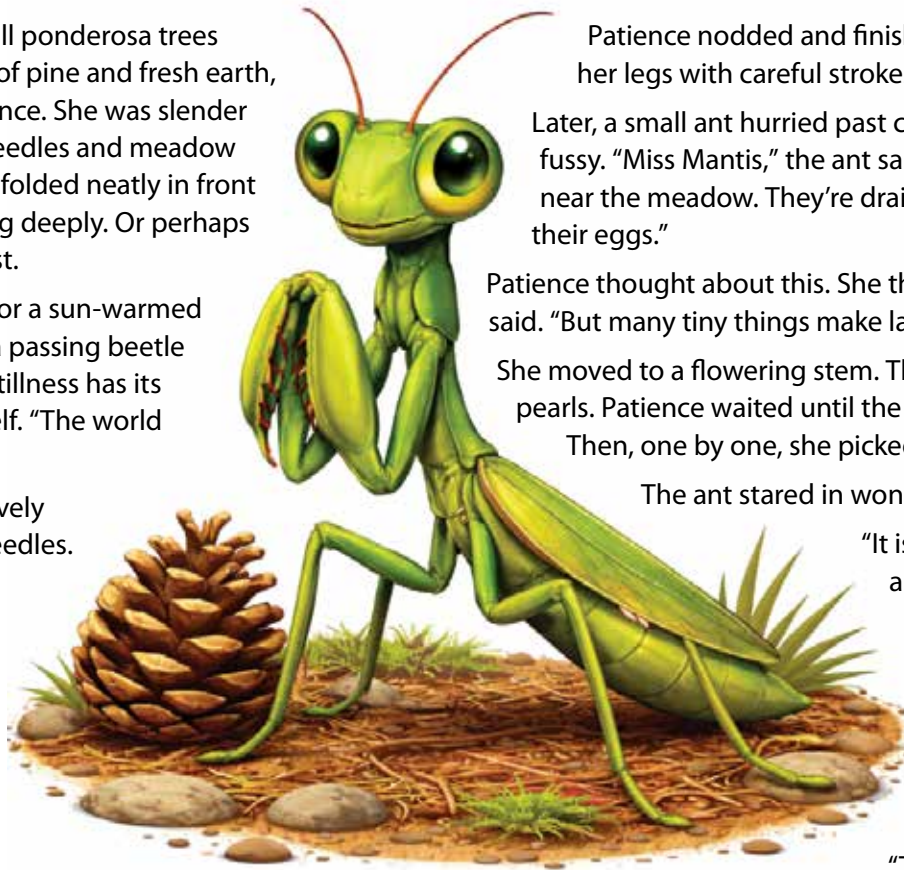 ll ponderosa trees
of pine and fresh earth,
nce. She was slender
eedles and meadow
folded neatly in front
g deeply. Or perhaps
st.
or a sun-warmed
passing beetle
tillness has its
elf. “The world
vely
eedles.
Patience nodded and finish
her legs with careful stroke
Later, a small ant hurried past c
fussy. “Miss Mantis,” the ant sa
near the meadow. They’re drai
their eggs.”
Patience thought about this. She th
said. “But many tiny things make la
She moved to a flowering stem. Th
pearls. Patience waited until the
Then, one by one, she picked
The ant stared in won
“It is
a
“T